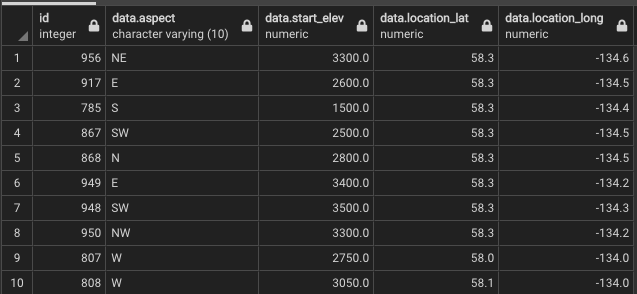 id data.aspect data.start_elev data.location_lat data.location_long
integer character varying (10) numeric numeric numeric
1 956 NE 3300.0 58.3 -134.6
2 917 E 2600.0 58.3 -134.5
3 785 S 1500.0 58.3 -134.4
4 867 SW 2500.0 58.3 -134.5
5 868 N 2800.0 58.3 -134.5
6 949 E 3400.0 58.3 -134.2
7 948 SW 3500.0 58.3 -134.3
8 950 NW 3300.0 58.3 -134.2
9 807 W 2750.0 58.0 -134.0
10 808 W 3050.0 58.1 -134.0